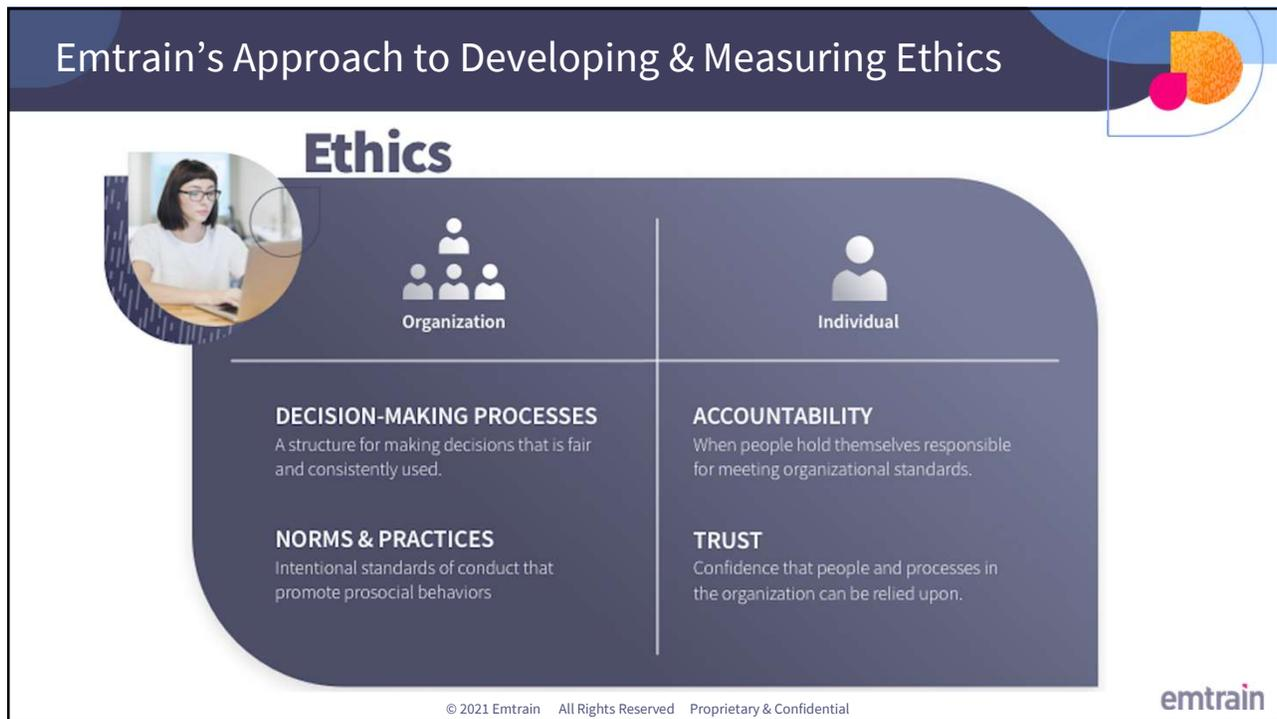 Emtrain’s Approach to Developing & Measuring Ethics
Ethics
Organization
Individual
DECISION-MAKING PROCESSES
A structure for making decisions that is fair
and consistently used.
NORMS & PRACTICES
Intentional standards of conduct that
promote prosocial behaviors
ACCOUNTABILITY
When people hold themselves responsible
for meeting organizational standards.
TRUST
Confidence that people and processes in
the organization can be relied upon.
© 2021 Emtrain All Rights Reserved Proprietary & Confidential
emtrain